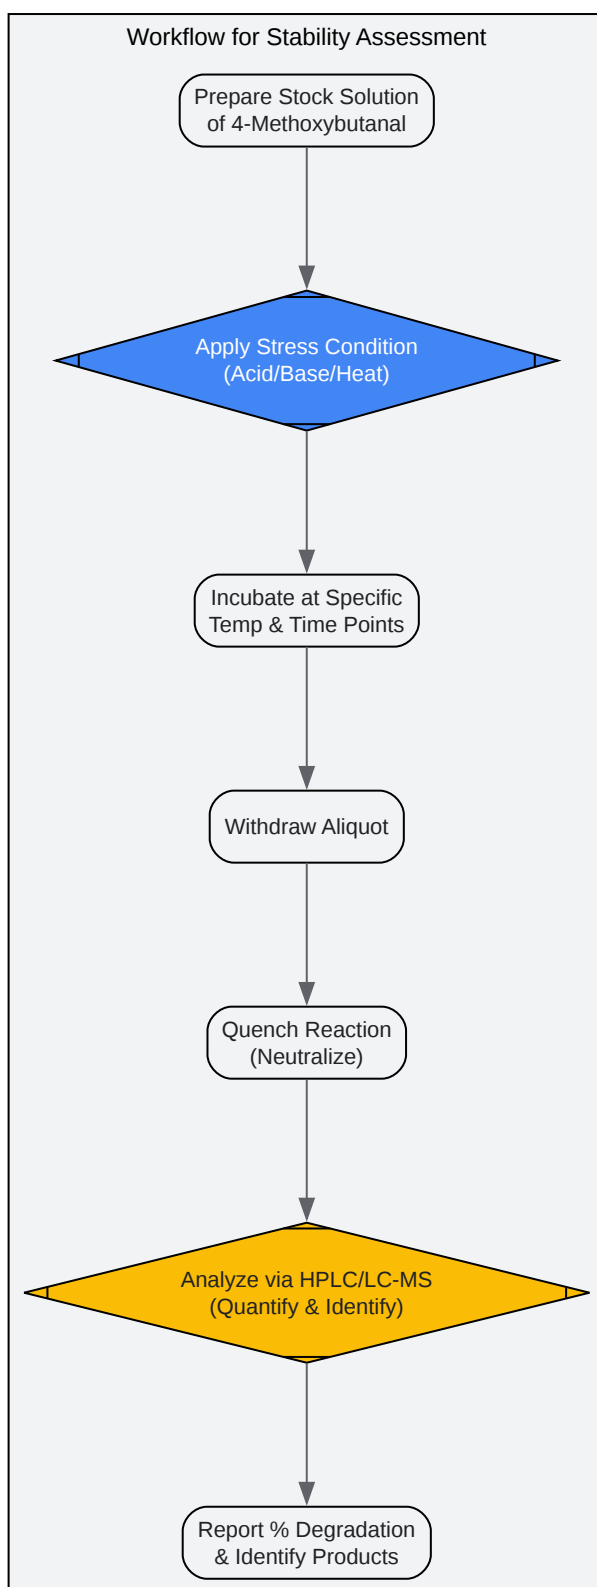 Workflow for Stability Assessment
Prepare Stock Solution
of 4-Methoxybutanal
Apply Stress Condition
(Acid/Base/Heat)
Incubate at Specific
Temp & Time Points
Withdraw Aliquot
Quench Reaction
(Neutralize)
Analyze via HPLC/LC-MS
(Quantify & Identify)
Report % Degradation
& Identify Products